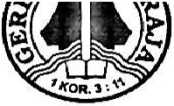 GER
RAJA
1 KOR. 3 : 11